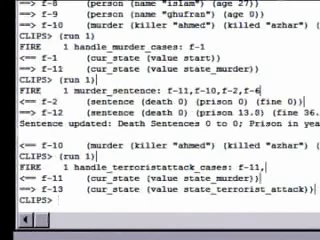 ==> f-8     (person (name "islam") (age 27))
==> f-9     (person (name "ghufran") (age 0)
==> f-10    (murder (killer "ahmed") (killed "azhar") (
CLIPS> (run 1)
FIRE    1 handle_murder_cases: f-1
<== f-1     (cur_state (value start))
==> f-11    (cur_state (value state_murder))
CLIPS> (run 1)
FIRE    1 murder_sentence: f-11,f-10,f-2,f-6
<== f-2     (sentence (death 0) (prison 0) (fine 0))
==> f-12    (sentence (death 0) (prison 13.8) (fine 36.
Sentence updated: Death Sentences 0 to 0; Prison in yea
<== f-10    (murder (killer "ahmed") (killed "azhar") (
CLIPS> (run 1)
FIRE    1 handle_terroristattack_cases: f-11,
<== f-11    (cur_state (value state_murder))
==> f-13    (cur_state (value state_terrorist_attack))
CLIPS>